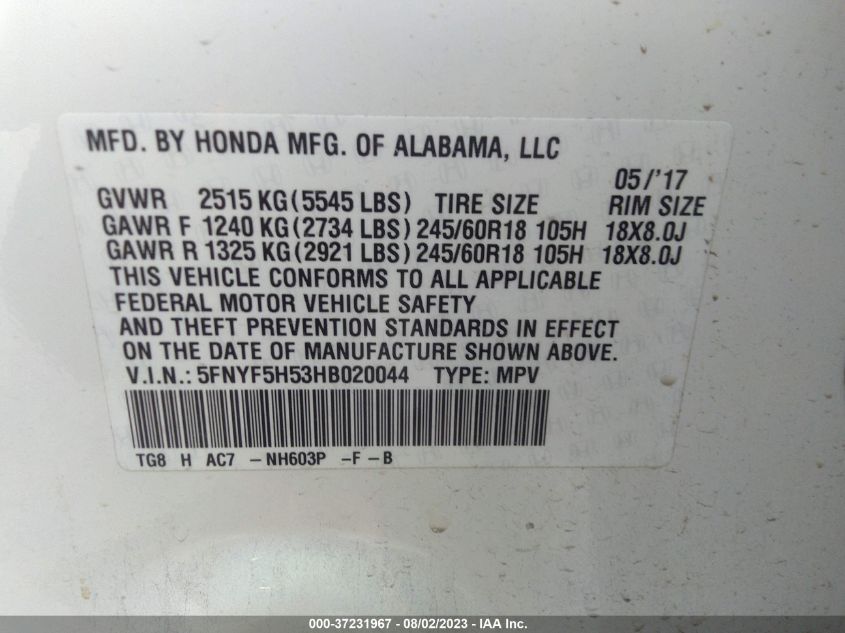 MFD. BY HONDA MFG. OF ALABAMA, LLC
05/'17
GVWR 2515 KG (5545 LBS) TIRE SIZE RIM SIZE
GAWR F 1240 KG (2734 LBS) 245/60R18 105H 18X8.0J
GAWR R 1325 KG (2921 LBS) 245/60R18 105H 18X8.0J
THIS VEHICLE CONFORMS TO ALL APPLICABLE
FEDERAL MOTOR VEHICLE SAFETY
AND THEFT PREVENTION STANDARDS IN EFFECT
ON THE DATE OF MANUFACTURE SHOWN ABOVE.
V.I.N.: 5FNYF5H53HB020044 TYPE: MPV
TG8 H AC7 - NH603P - F - B
000-37231967 - 08/02/2023 - IAA Inc.